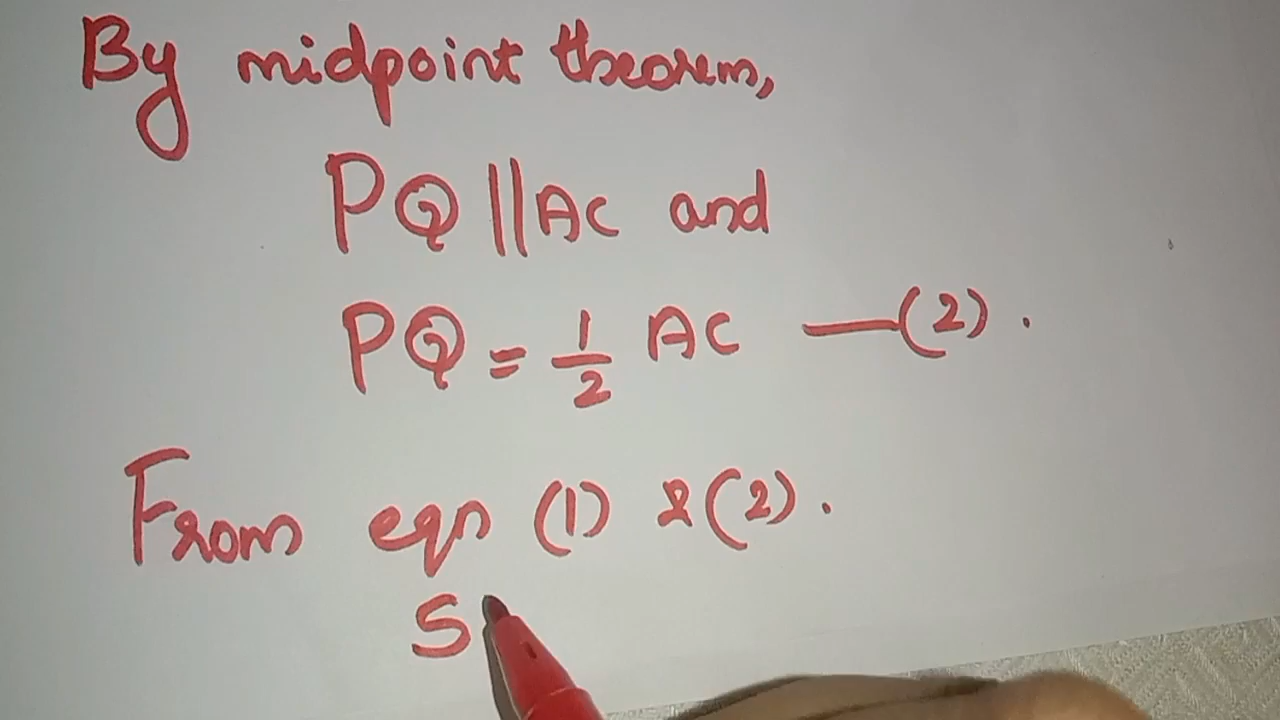 By midpoint theorem,
PQ || AC and
PQ = 1/2 AC —(2).
From eqn (1) & (2).
S